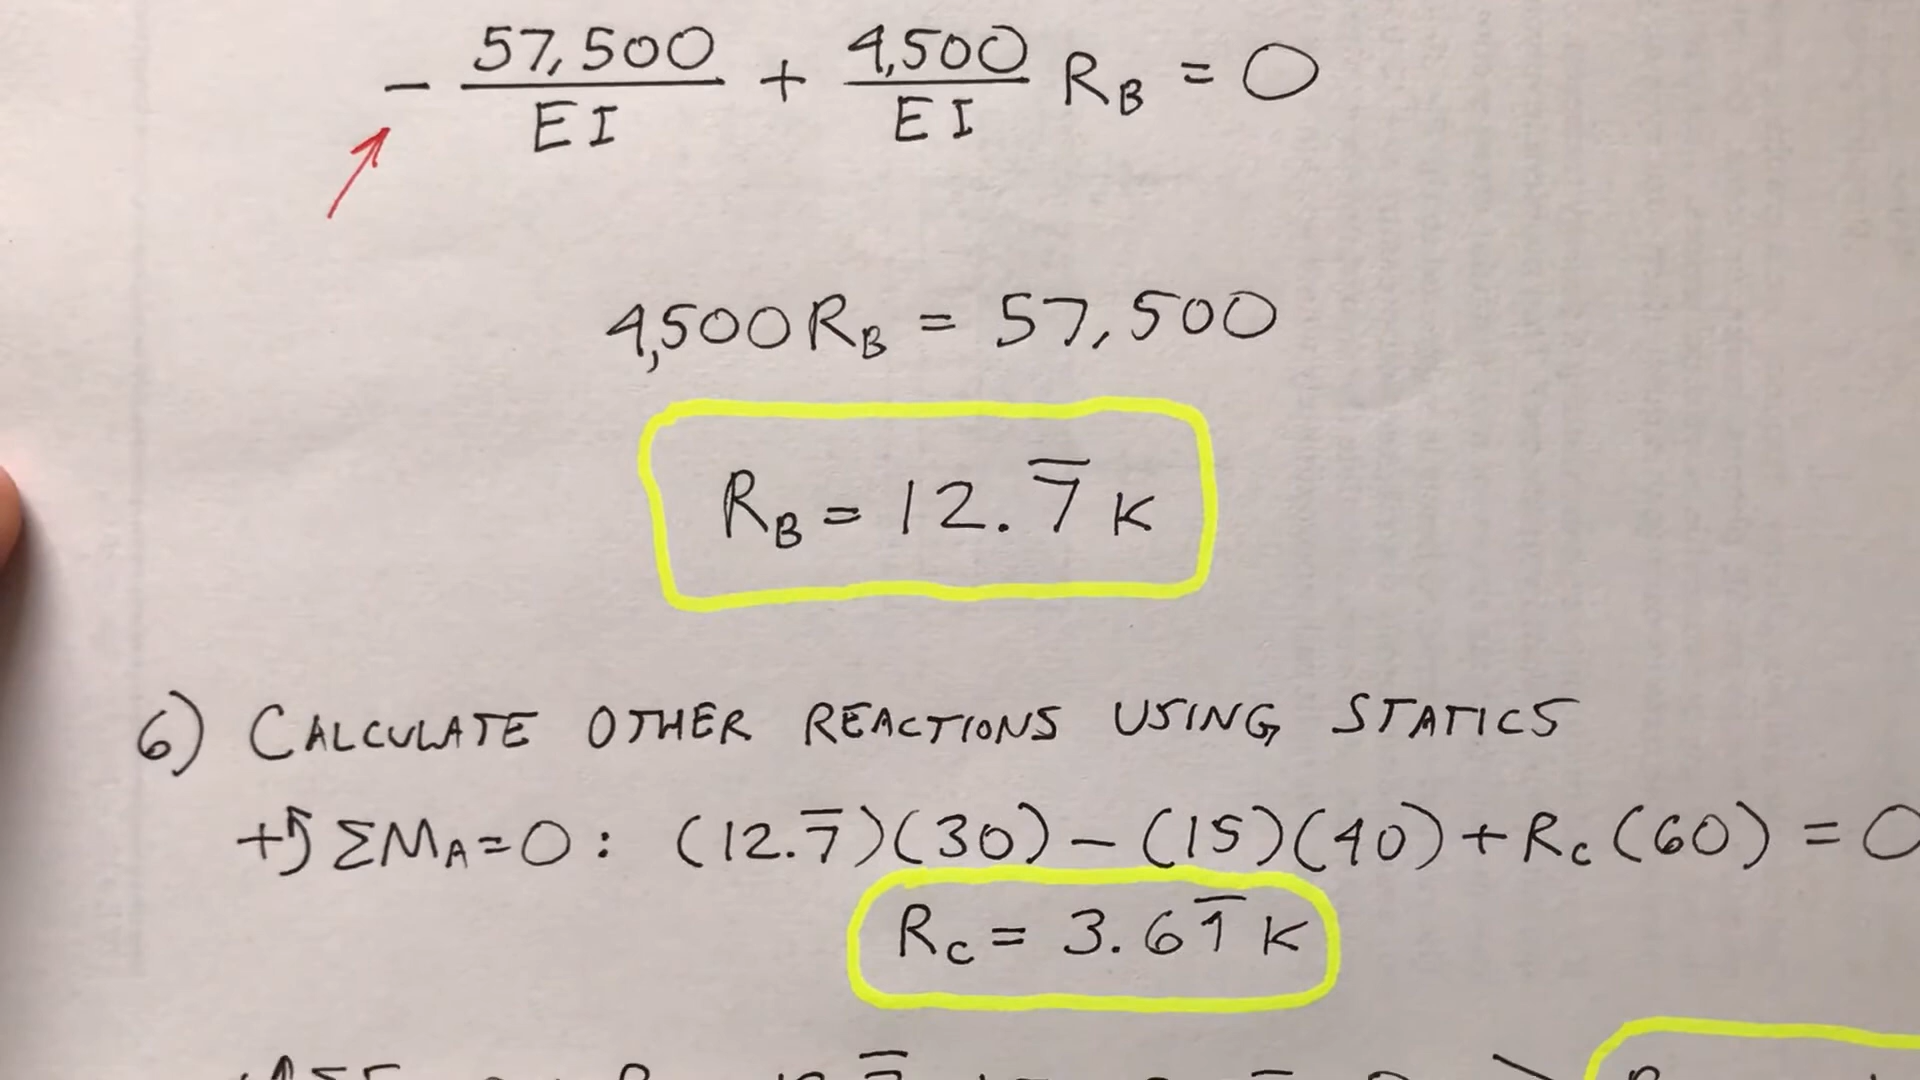 - 57,500/EI + 4,500/EI R_B = 0
4,500 R_B = 57,500
R_B = 12.7̅ K
6) CALCULATE OTHER REACTIONS USING STATICS
+↺ ΣM_A = 0: (12.7̅)(30) - (15)(40) + R_C (60) = 0
R_C = 3.61̅ K